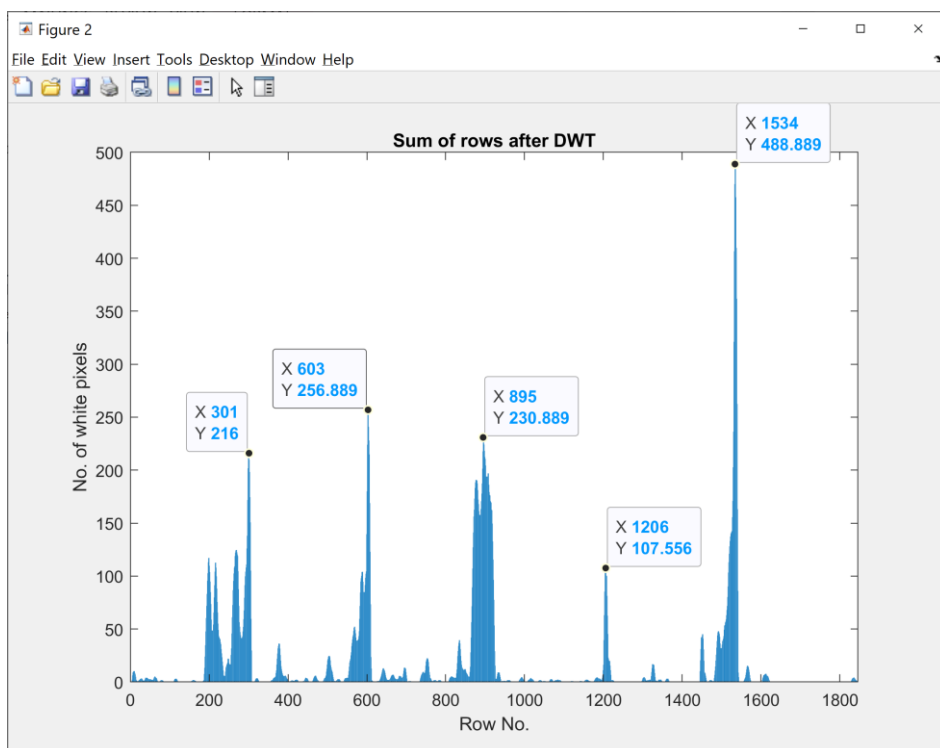 Figure 2
File Edit View Insert Tools Desktop Window Help
Sum of rows after DWT
X 1534
Y 488.889
X 603
Y 256.889
X 895
Y 230.889
X 301
Y 216
X 1206
Y 107.556
No. of white pixels
500
450
400
350
300
250
200
150
100
50
0
0 200 400 600 800 1000 1200 1400 1600 1800
Row No.